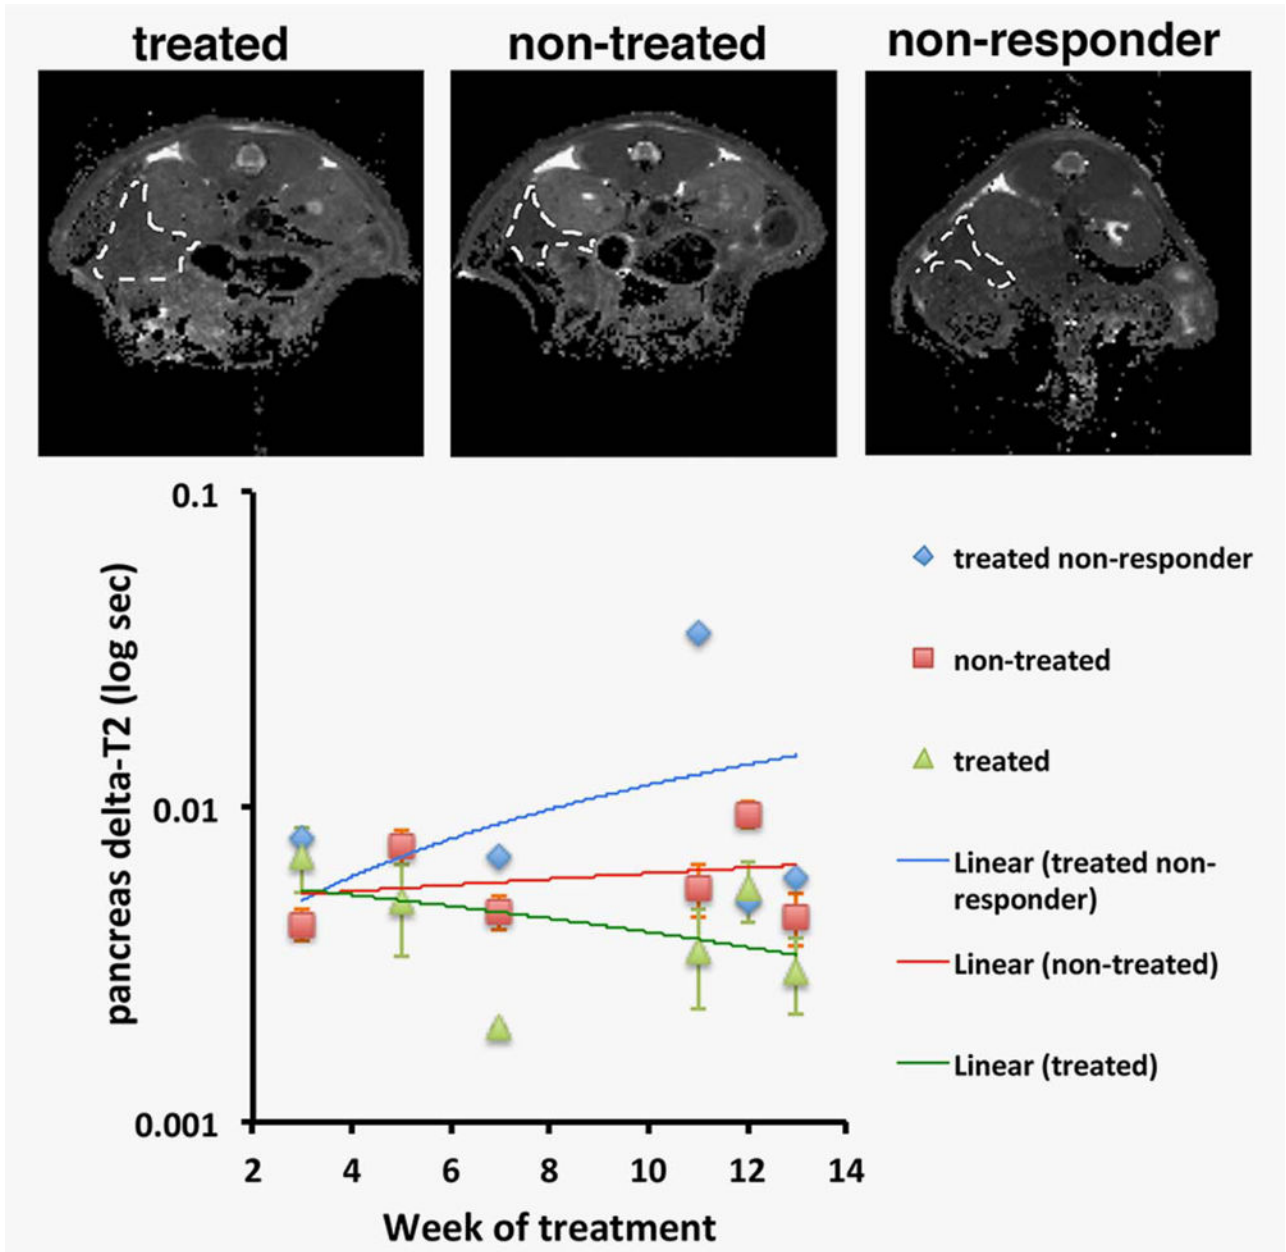 treated
non-treated
non-responder
0.1
0.01
0.001
pancreas delta-T2 (log sec)
2 4 6 8 10 12 14
Week of treatment
treated non-responder
non-treated
treated
Linear (treated non-
responder)
Linear (non-treated)
Linear (treated)